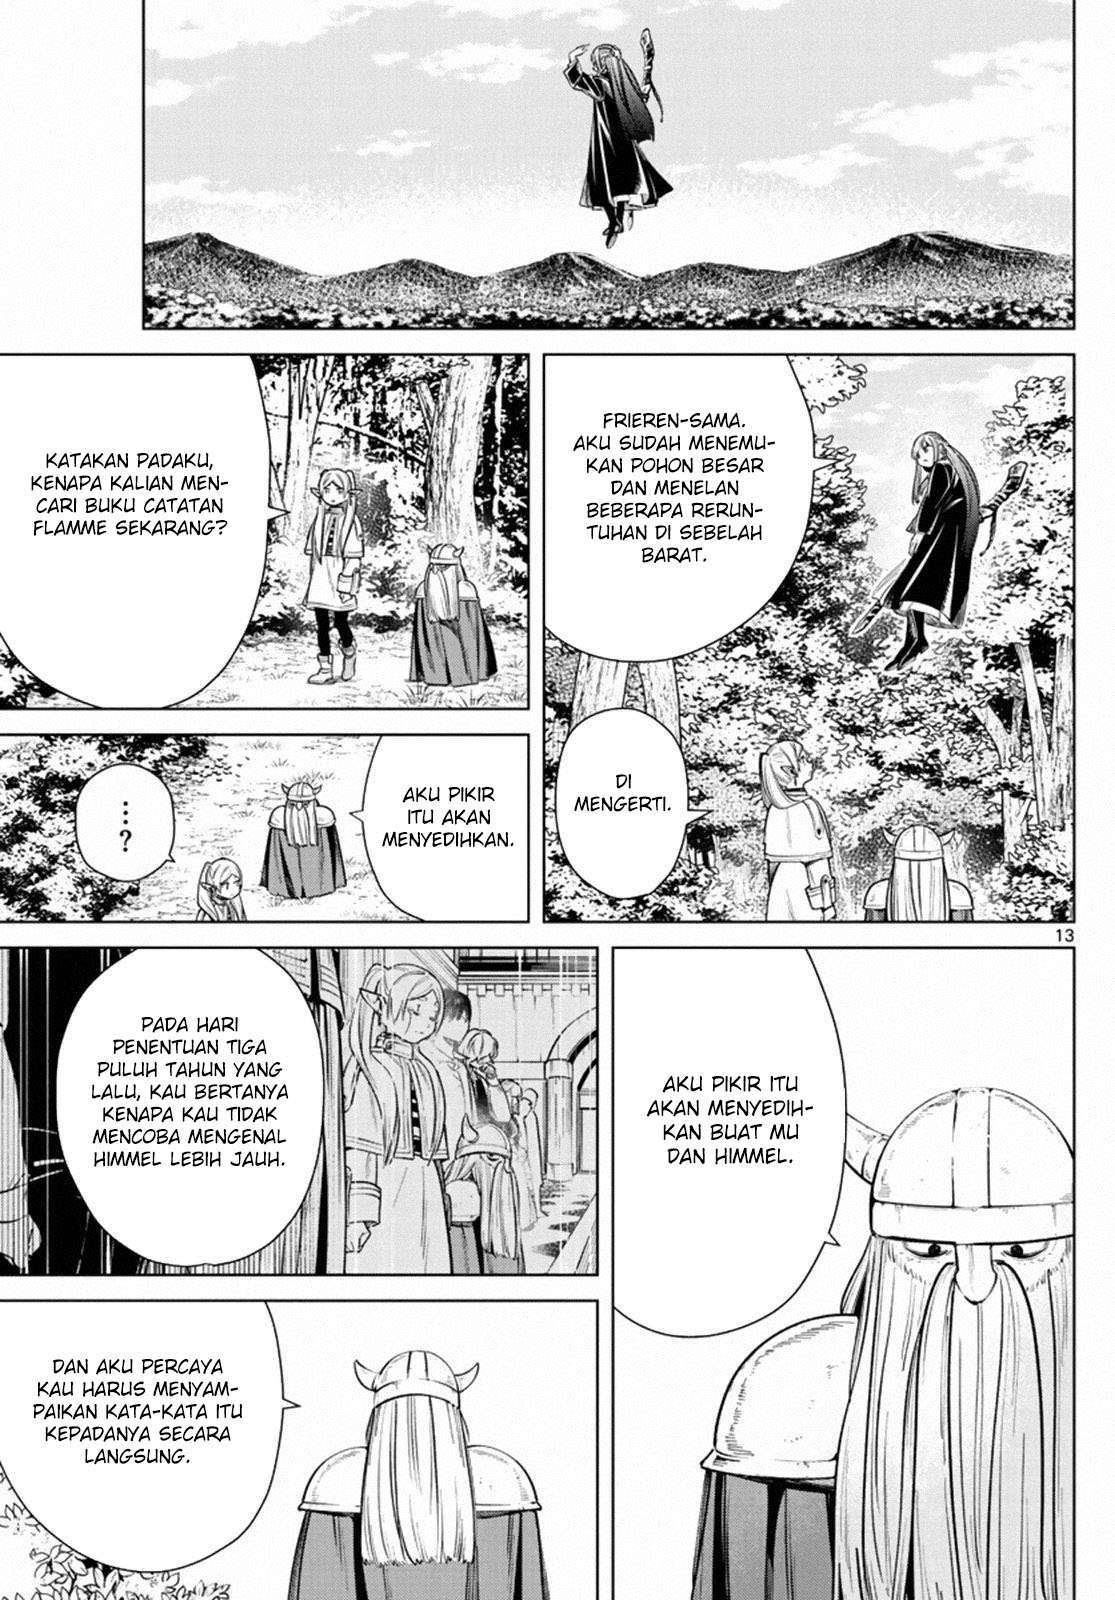 FRIEREN-SAMA.
AKU SUDAH MENEMU-
KAN POHON BESAR
DAN MENELAN
BEBERAPA RERUN-
TUHAN DI SEBELAH
BARAT.
DI
MENGERTI.
KATAKAN PADAKU,
KENAPA KALIAN MEN-
CARI BUKU CATATAN
FLAMME SEKARANG?
AKU PIKIR
ITU AKAN
MENYEDIHKAN.
...?
13
AKU PIKIR ITU
AKAN MENYEDIH-
KAN BUAT MU
DAN HIMMEL.
PADA HARI
PENENTUAN TIGA
PULUH TAHUN YANG
LALU, KAU BERTANYA
KENAPA KAU TIDAK
MENCOBA MENGENAL
HIMMEL LEBIH JAUH.
DAN AKU PERCAYA
KAU HARUS MENYAM-
PAIKAN KATA-KATA ITU
KEPADANYA SECARA
LANGSUNG.